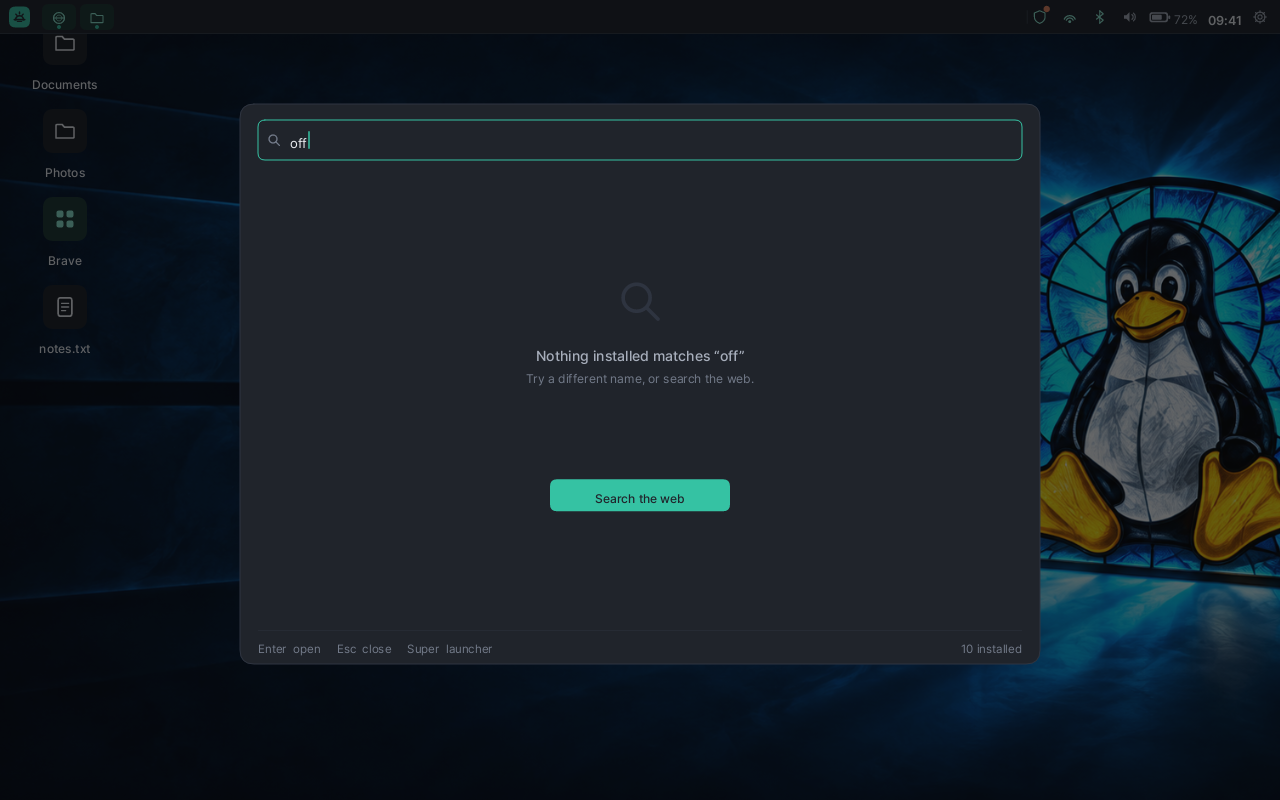 72% 09:41
Documents
Photos
Brave
notes.txt
off
Nothing installed matches “off”
Try a different name, or search the web.
Search the web
Enter open Esc close Super launcher 10 installed